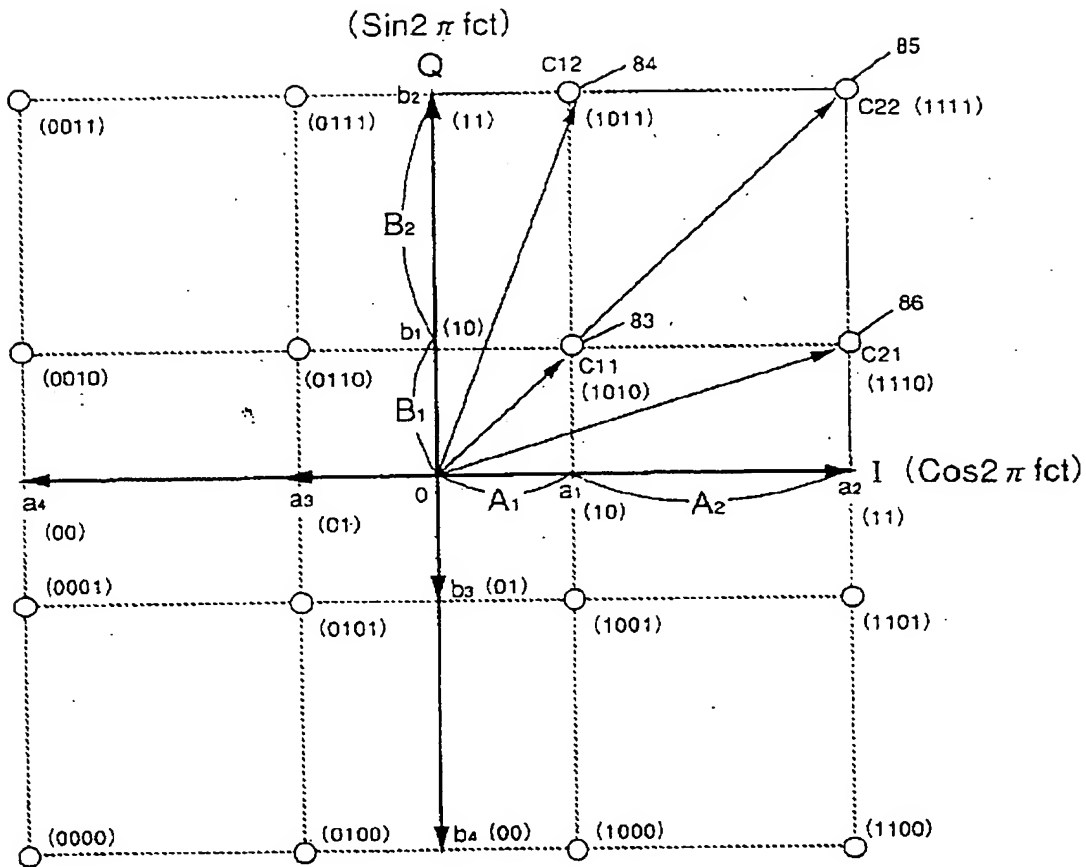 (Sin2 π fct)
Q
C12
84
85
b2
(0011)
(0111)
(11)
(1011)
C22 (1111)
B2
b1
(10)
83
86
C11
C21
(0010)
(0110)
(1010)
(1110)
B1
a4
a3
0
A1
a1
A2
a2
I (Cos2 π fct)
(00)
(01)
(10)
(11)
(0001)
b3 (01)
(0101)
(1001)
(1101)
(0000)
(0100)
b4 (00)
(1000)
(1100)